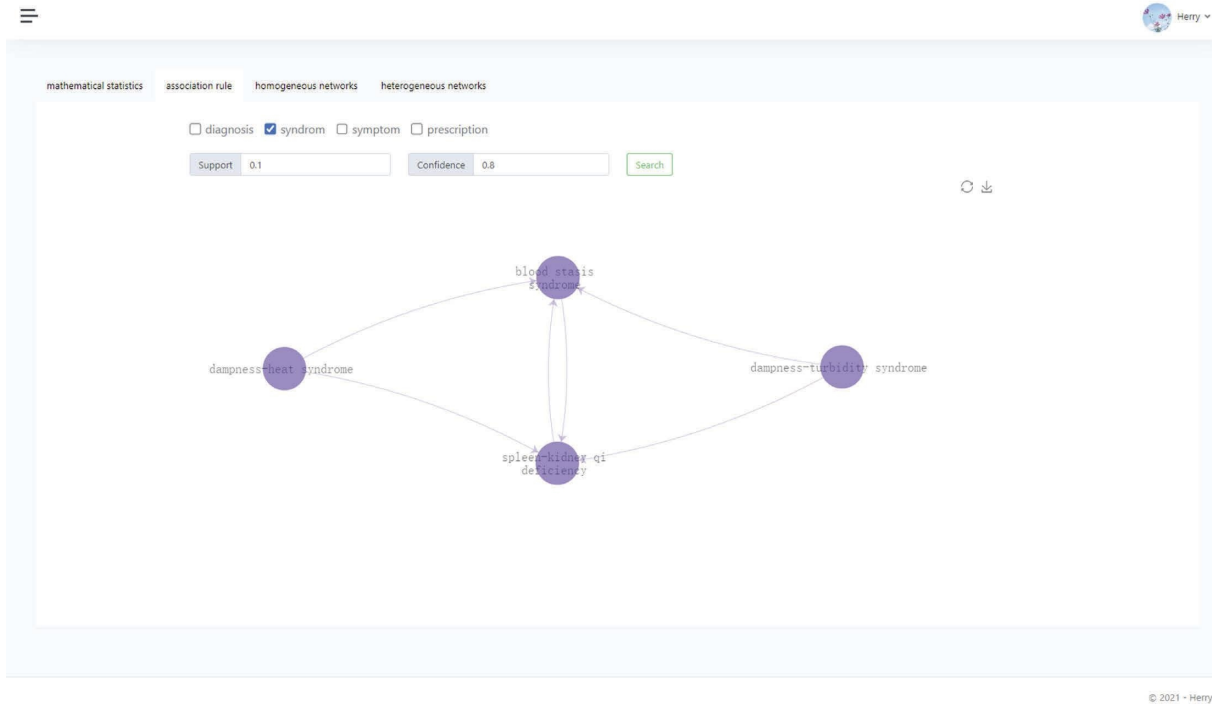 Herry
mathematical statistics association rule homogeneous networks heterogeneous networks
diagnosis syndrom symptom prescription
Support 0.1 Confidence 0.8 Search
blood stasis
syndrome
dampness-heat syndrome
dampness-turbidity syndrome
spleen-kidney qi
deficiency
© 2021 - Herry